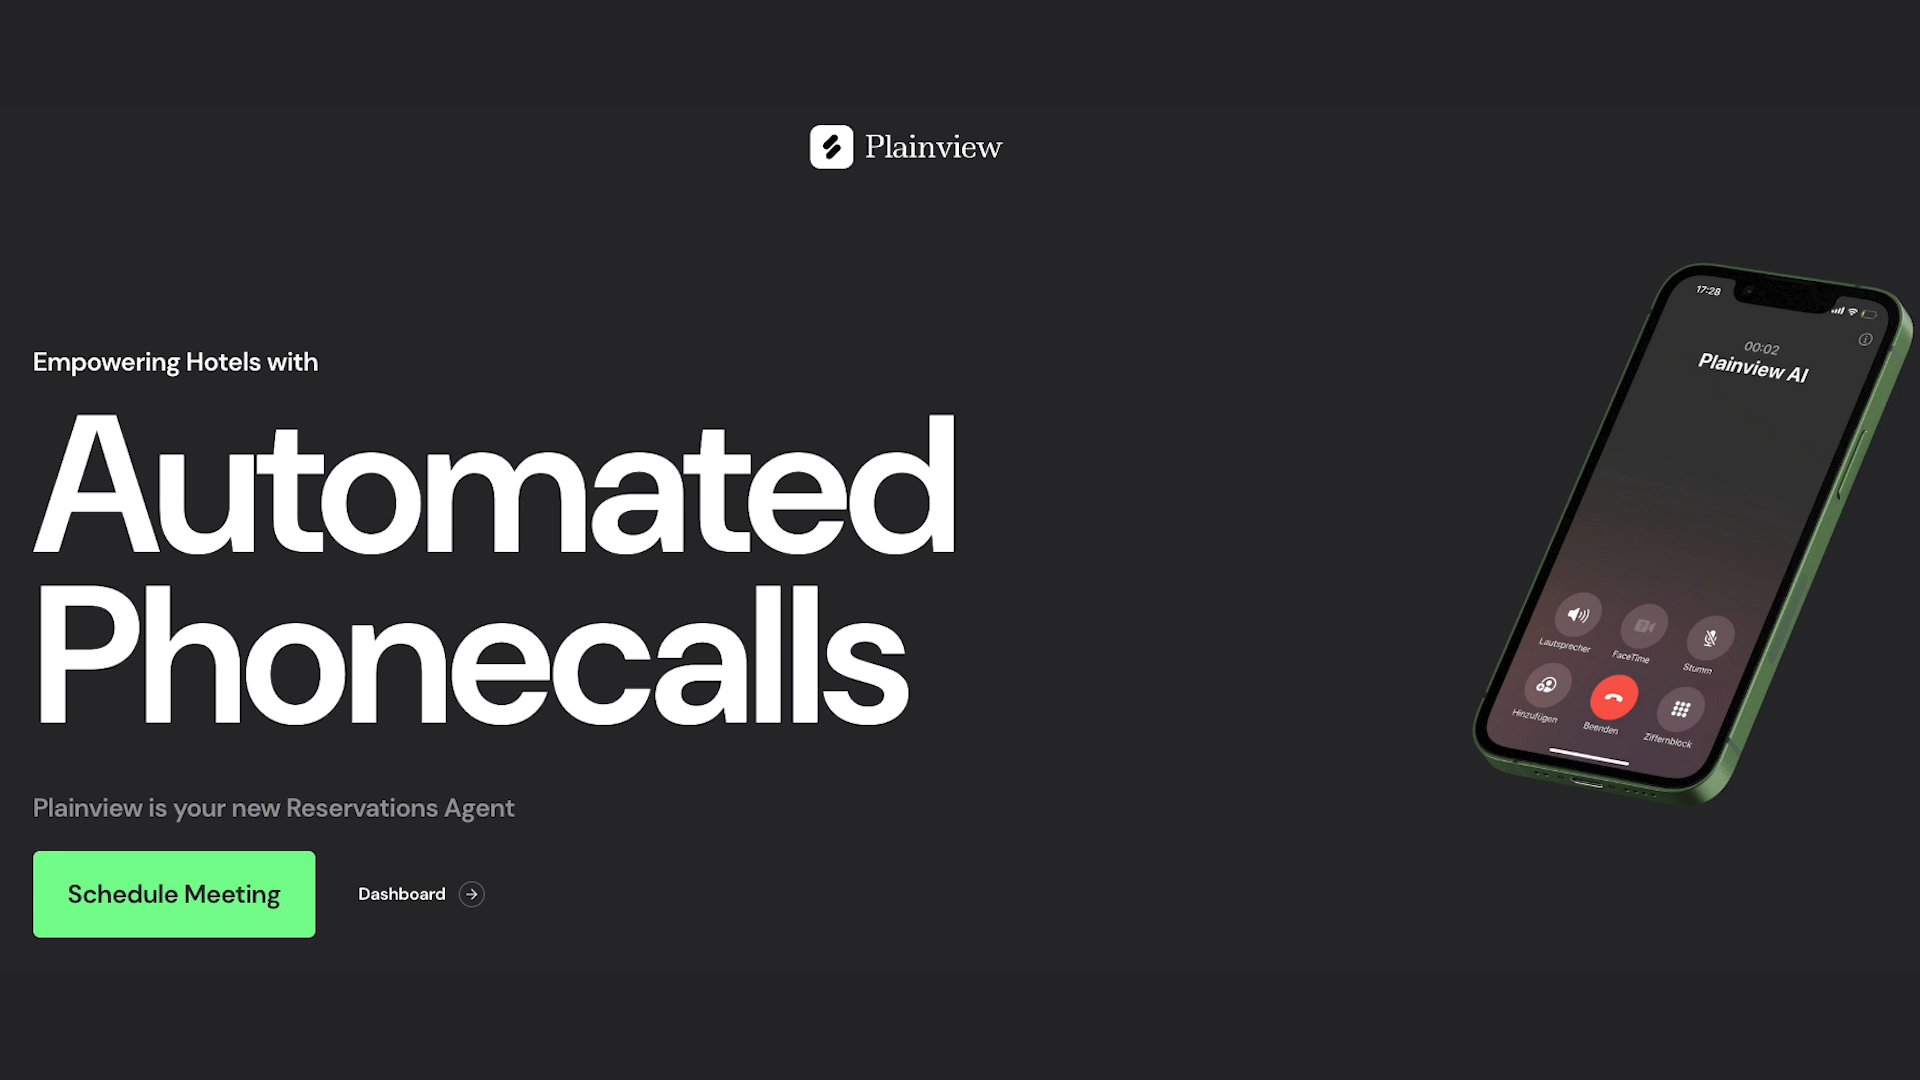 Plainview
Empowering Hotels with
Automated
Phonecalls
Plainview is your new Reservations Agent
Schedule Meeting
Dashboard
17:28
00:02
Plainview AI
Lautsprecher
FaceTime
Stumm
Hinzufügen
Beenden
Ziffernblock